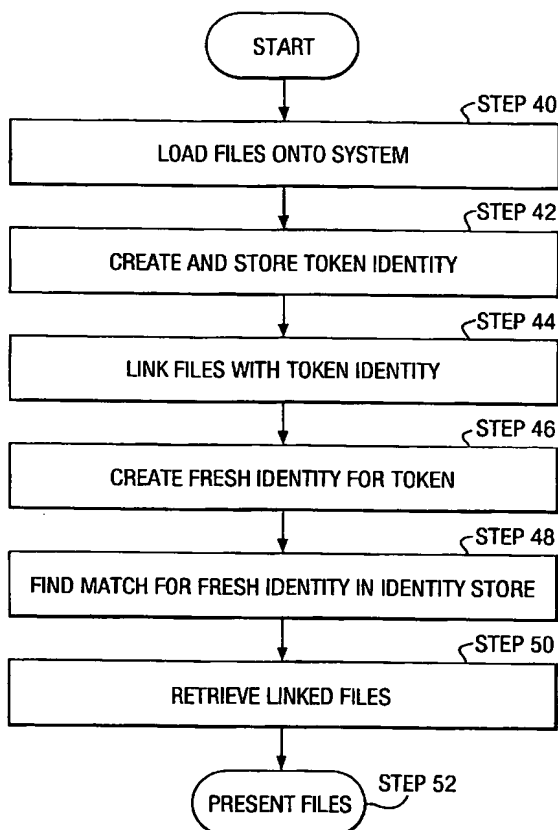 START
STEP 40
LOAD FILES ONTO SYSTEM
STEP 42
CREATE AND STORE TOKEN IDENTITY
STEP 44
LINK FILES WITH TOKEN IDENTITY
STEP 46
CREATE FRESH IDENTITY FOR TOKEN
STEP 48
FIND MATCH FOR FRESH IDENTITY IN IDENTITY STORE
STEP 50
RETRIEVE LINKED FILES
STEP 52
PRESENT FILES